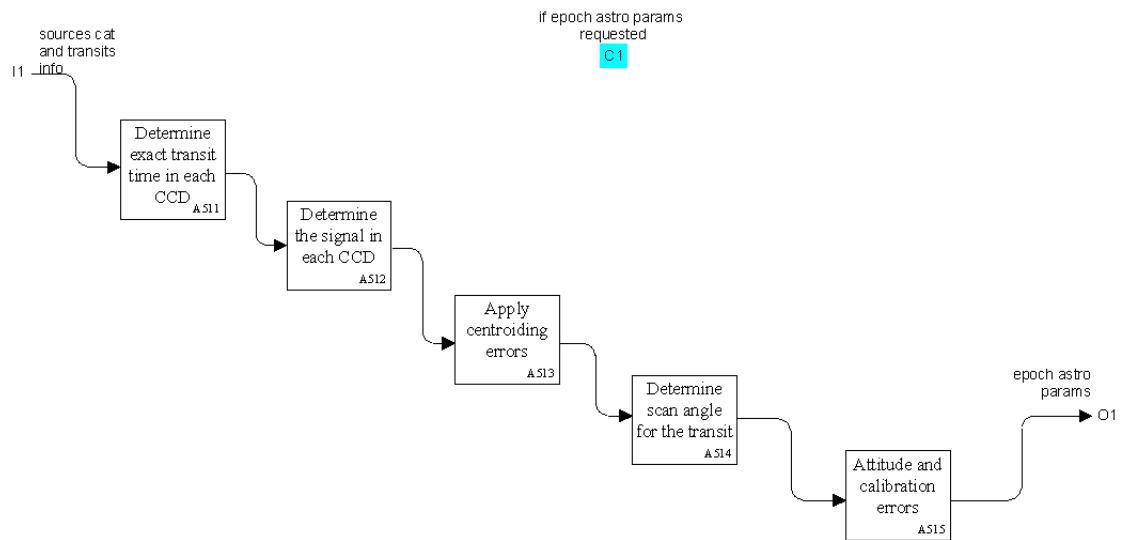 if epoch astro params
requested
C1
sources cat
and transits
info
I1
Determine
exact transit
time in each
CCD
A511
Determine
the signal in
each CCD
A512
Apply
centroiding
errors
A513
Determine
scan angle
for the transit
A514
Attitude and
calibration
errors
A515
epoch astro
params
O1